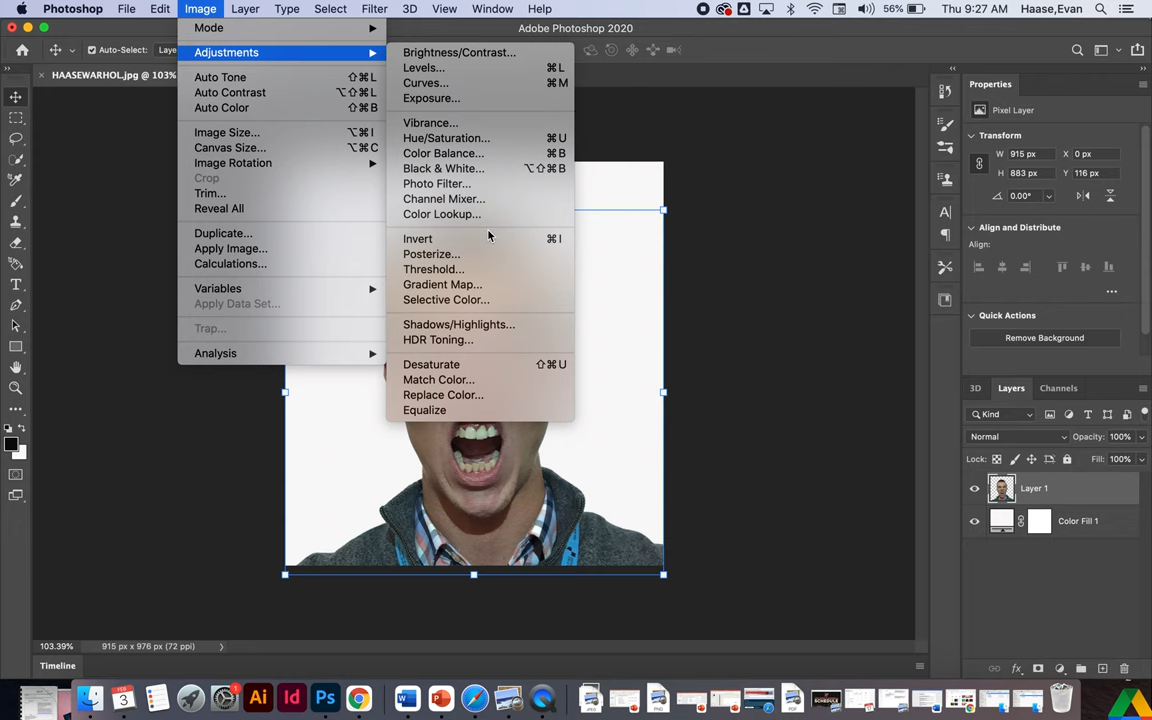 Photoshop File Edit Image Layer Type Select Filter 3D View Window Help 56% Thu 9:27 AM Haase,Evan
Adobe Photoshop 2020
Auto-Select: Laye
× HAASEWARHOL.jpg @ 103%
Mode
Adjustments
Auto Tone ⇧⌘L
Auto Contrast ⌥⇧⌘L
Auto Color ⇧⌘B
Image Size... ⌥⌘I
Canvas Size... ⌥⌘C
Image Rotation
Crop
Trim...
Reveal All
Duplicate...
Apply Image...
Calculations...
Variables
Apply Data Set...
Trap...
Analysis
Brightness/Contrast...
Levels... ⌘L
Curves... ⌘M
Exposure...
Vibrance...
Hue/Saturation... ⌘U
Color Balance... ⌘B
Black & White... ⌥⇧⌘B
Photo Filter...
Channel Mixer...
Color Lookup...
Invert ⌘I
Posterize...
Threshold...
Gradient Map...
Selective Color...
Shadows/Highlights...
HDR Toning...
Desaturate ⇧⌘U
Match Color...
Replace Color...
Equalize
Properties
Pixel Layer
Transform
W 915 px X 0 px
H 883 px Y 116 px
0.00°
Align and Distribute
Align:
Quick Actions
Remove Background
3D Layers Channels
Kind
Normal Opacity: 100%
Lock: Fill: 100%
Layer 1
Color Fill 1
103.39% 915 px x 976 px (72 ppi)
Timeline
FEB
3
1
Ai
Id
Ps
W
P